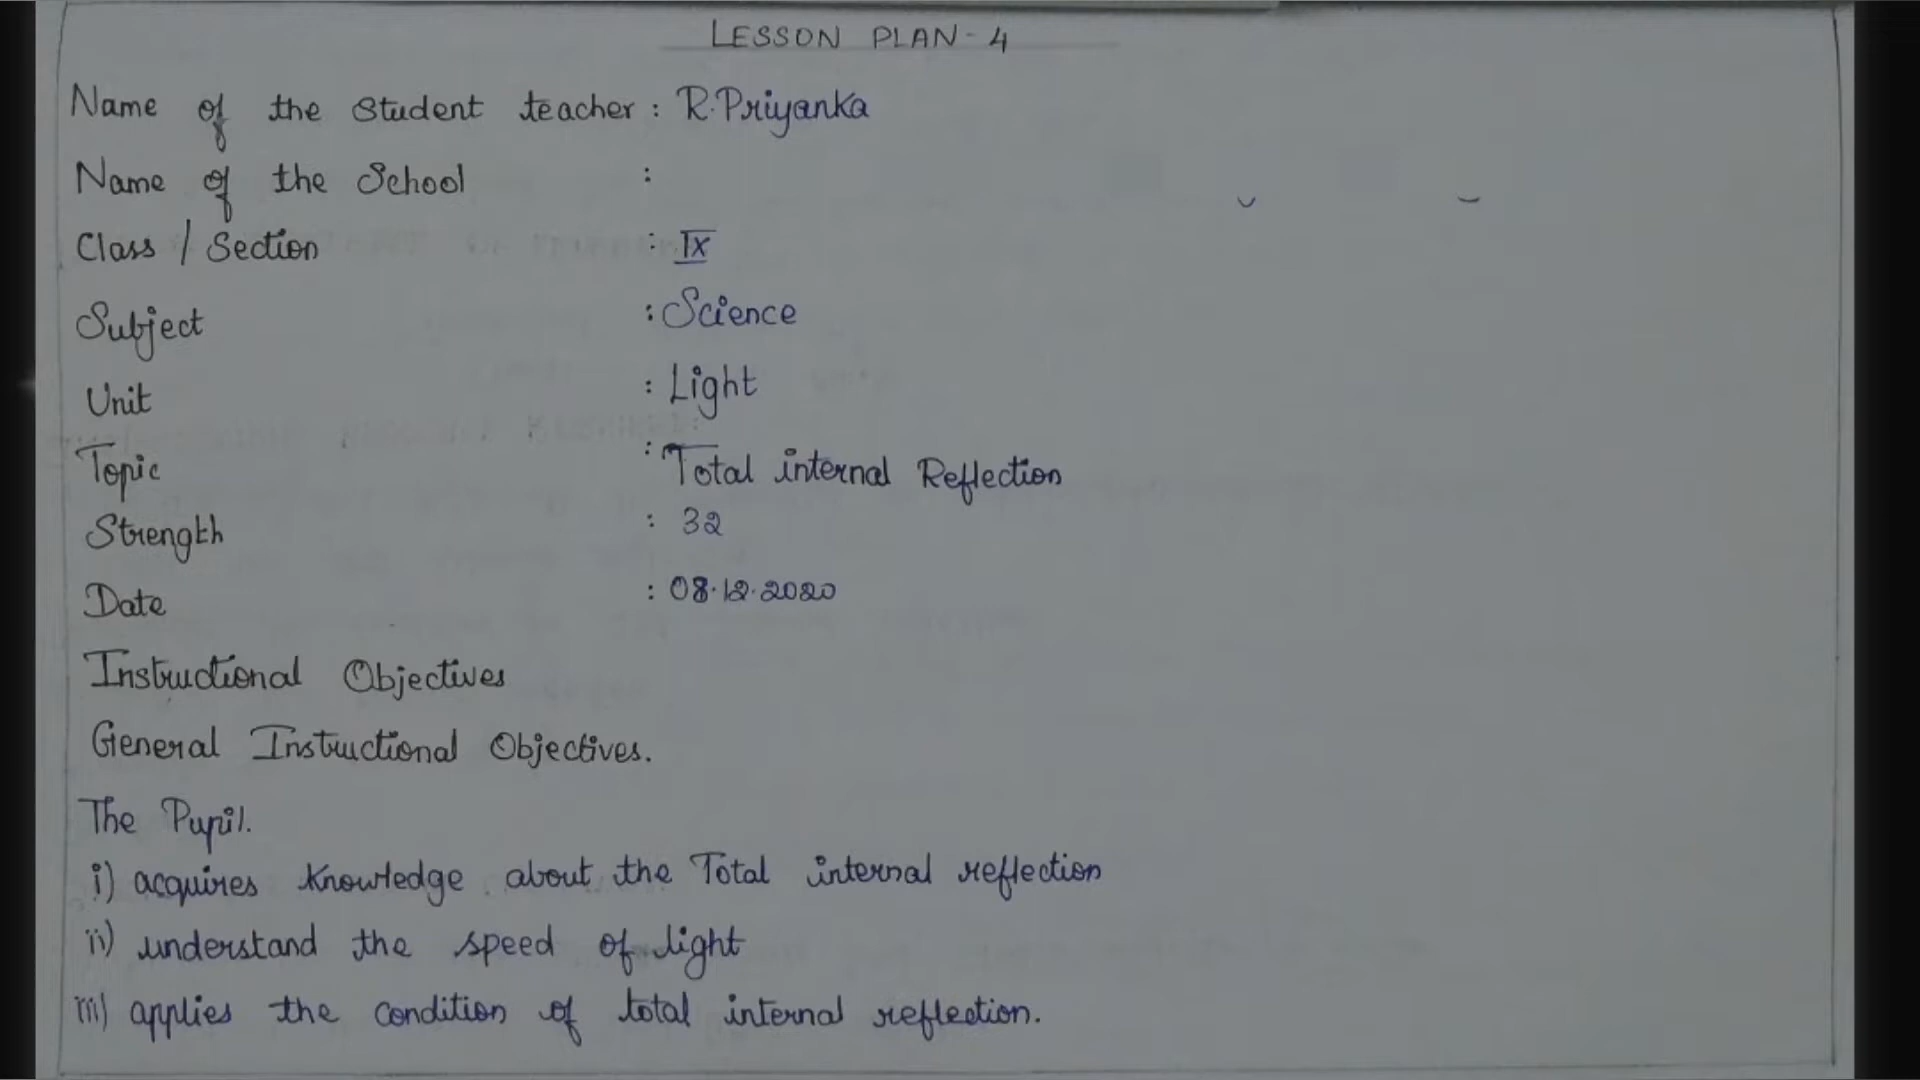 LESSON PLAN - 4
Name of the Student teacher : R.Priyanka
Name of the School :
Class / Section : IX
Subject : Science
Unit : Light
Topic : Total internal Reflection
Strength : 32
Date : 08.12.2020
Instructional Objectives
General Instructional Objectives.
The Pupil.
i) acquires knowledge about the Total internal reflection
ii) understand the speed of light
iii) applies the condition of total internal reflection.